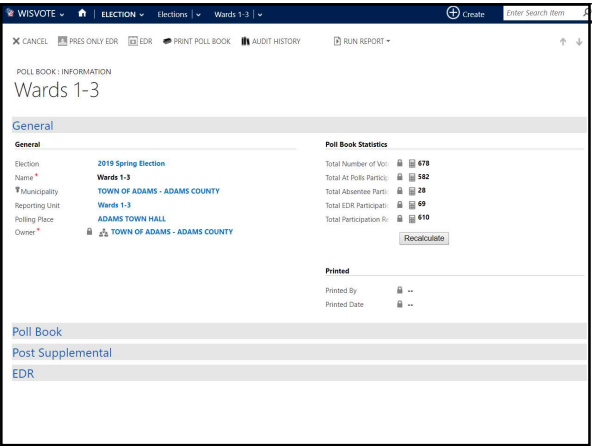 WISVOTE ELECTION Elections Wards 1-3 Create Enter Search Item
CANCEL PRES ONLY EDR EDR PRINT POLL BOOK AUDIT HISTORY RUN REPORT
POLL BOOK : INFORMATION
Wards 1-3
General
General
Election 2019 Spring Election
Name * Wards 1-3
Municipality TOWN OF ADAMS - ADAMS COUNTY
Reporting Unit Wards 1-3
Polling Place ADAMS TOWN HALL
Owner * TOWN OF ADAMS - ADAMS COUNTY
Poll Book Statistics
Total Number of Vot 678
Total At Polls Particip 582
Total Absentee Partic 28
Total EDR Participatio 69
Total Participation Re 610
Recalculate
Printed
Printed By --
Printed Date --
Poll Book
Post Supplemental
EDR